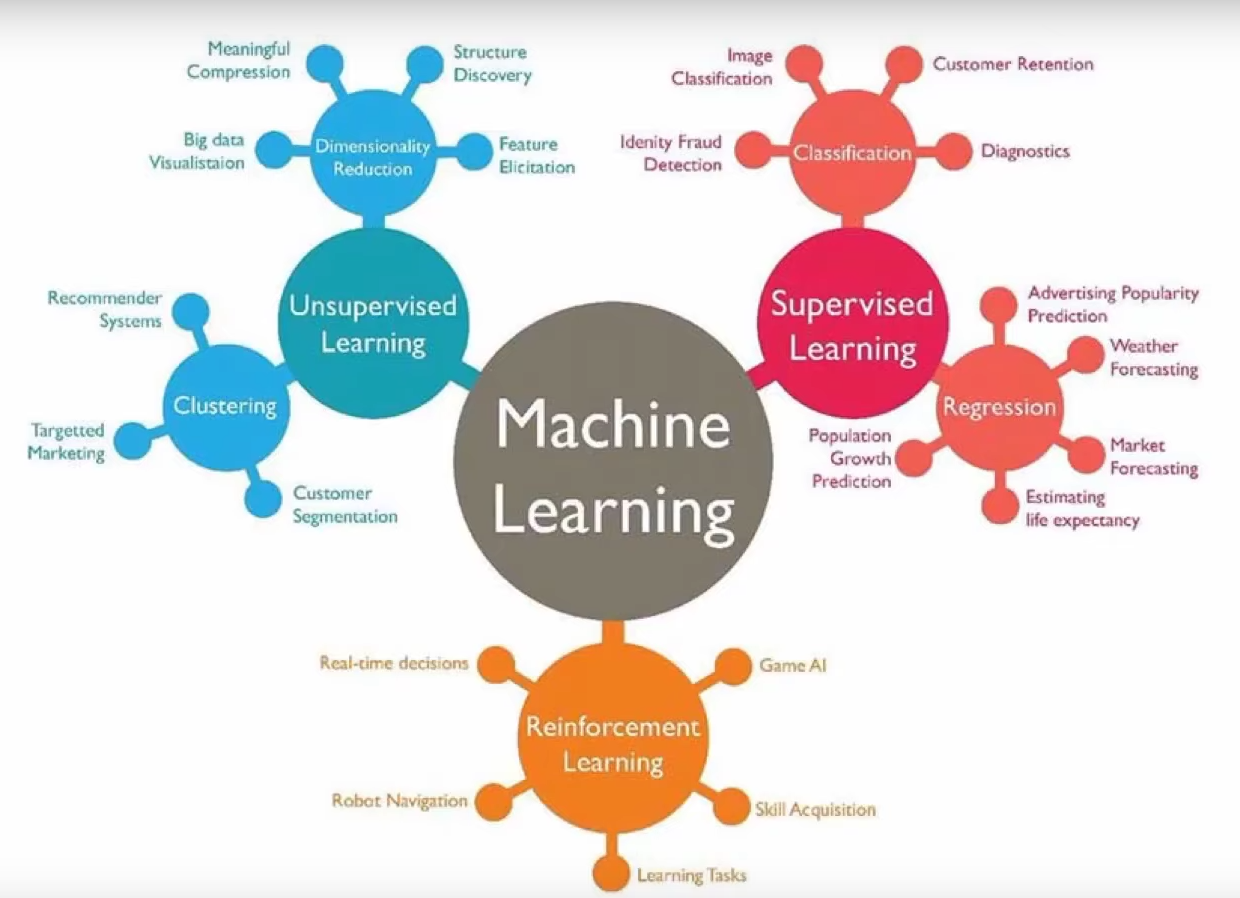 Meaningful
Compression
Structure
Discovery
Big data
Visualistaion
Dimensionality
Reduction
Feature
Elicitation
Image
Classification
Customer Retention
Idenity Fraud
Detection
Classification
Diagnostics
Unsupervised
Learning
Recommender
Systems
Clustering
Targetted
Marketing
Customer
Segmentation
Supervised
Learning
Advertising Popularity
Prediction
Weather
Forecasting
Regression
Population
Growth
Prediction
Market
Forecasting
Estimating
life expectancy
Machine
Learning
Real-time decisions
Game AI
Reinforcement
Learning
Robot Navigation
Skill Acquisition
Learning Tasks